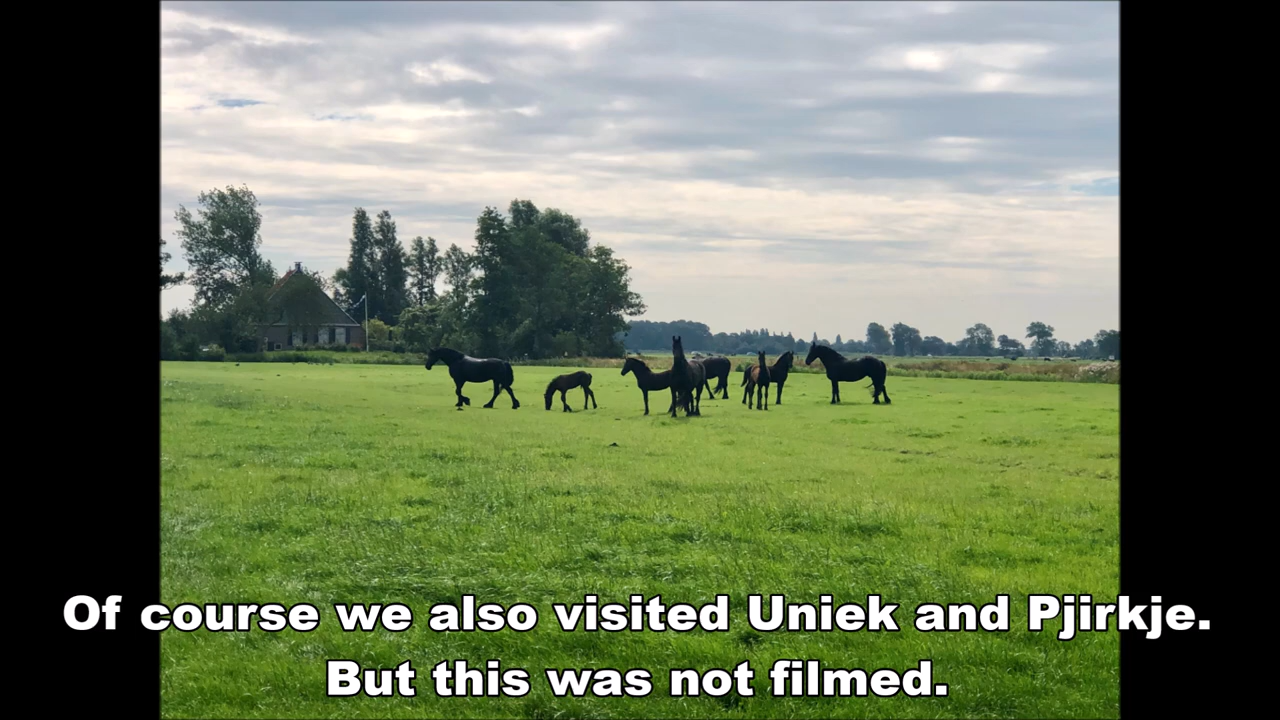 Of course we also visited Uniek and Pjirkje.
But this was not filmed.